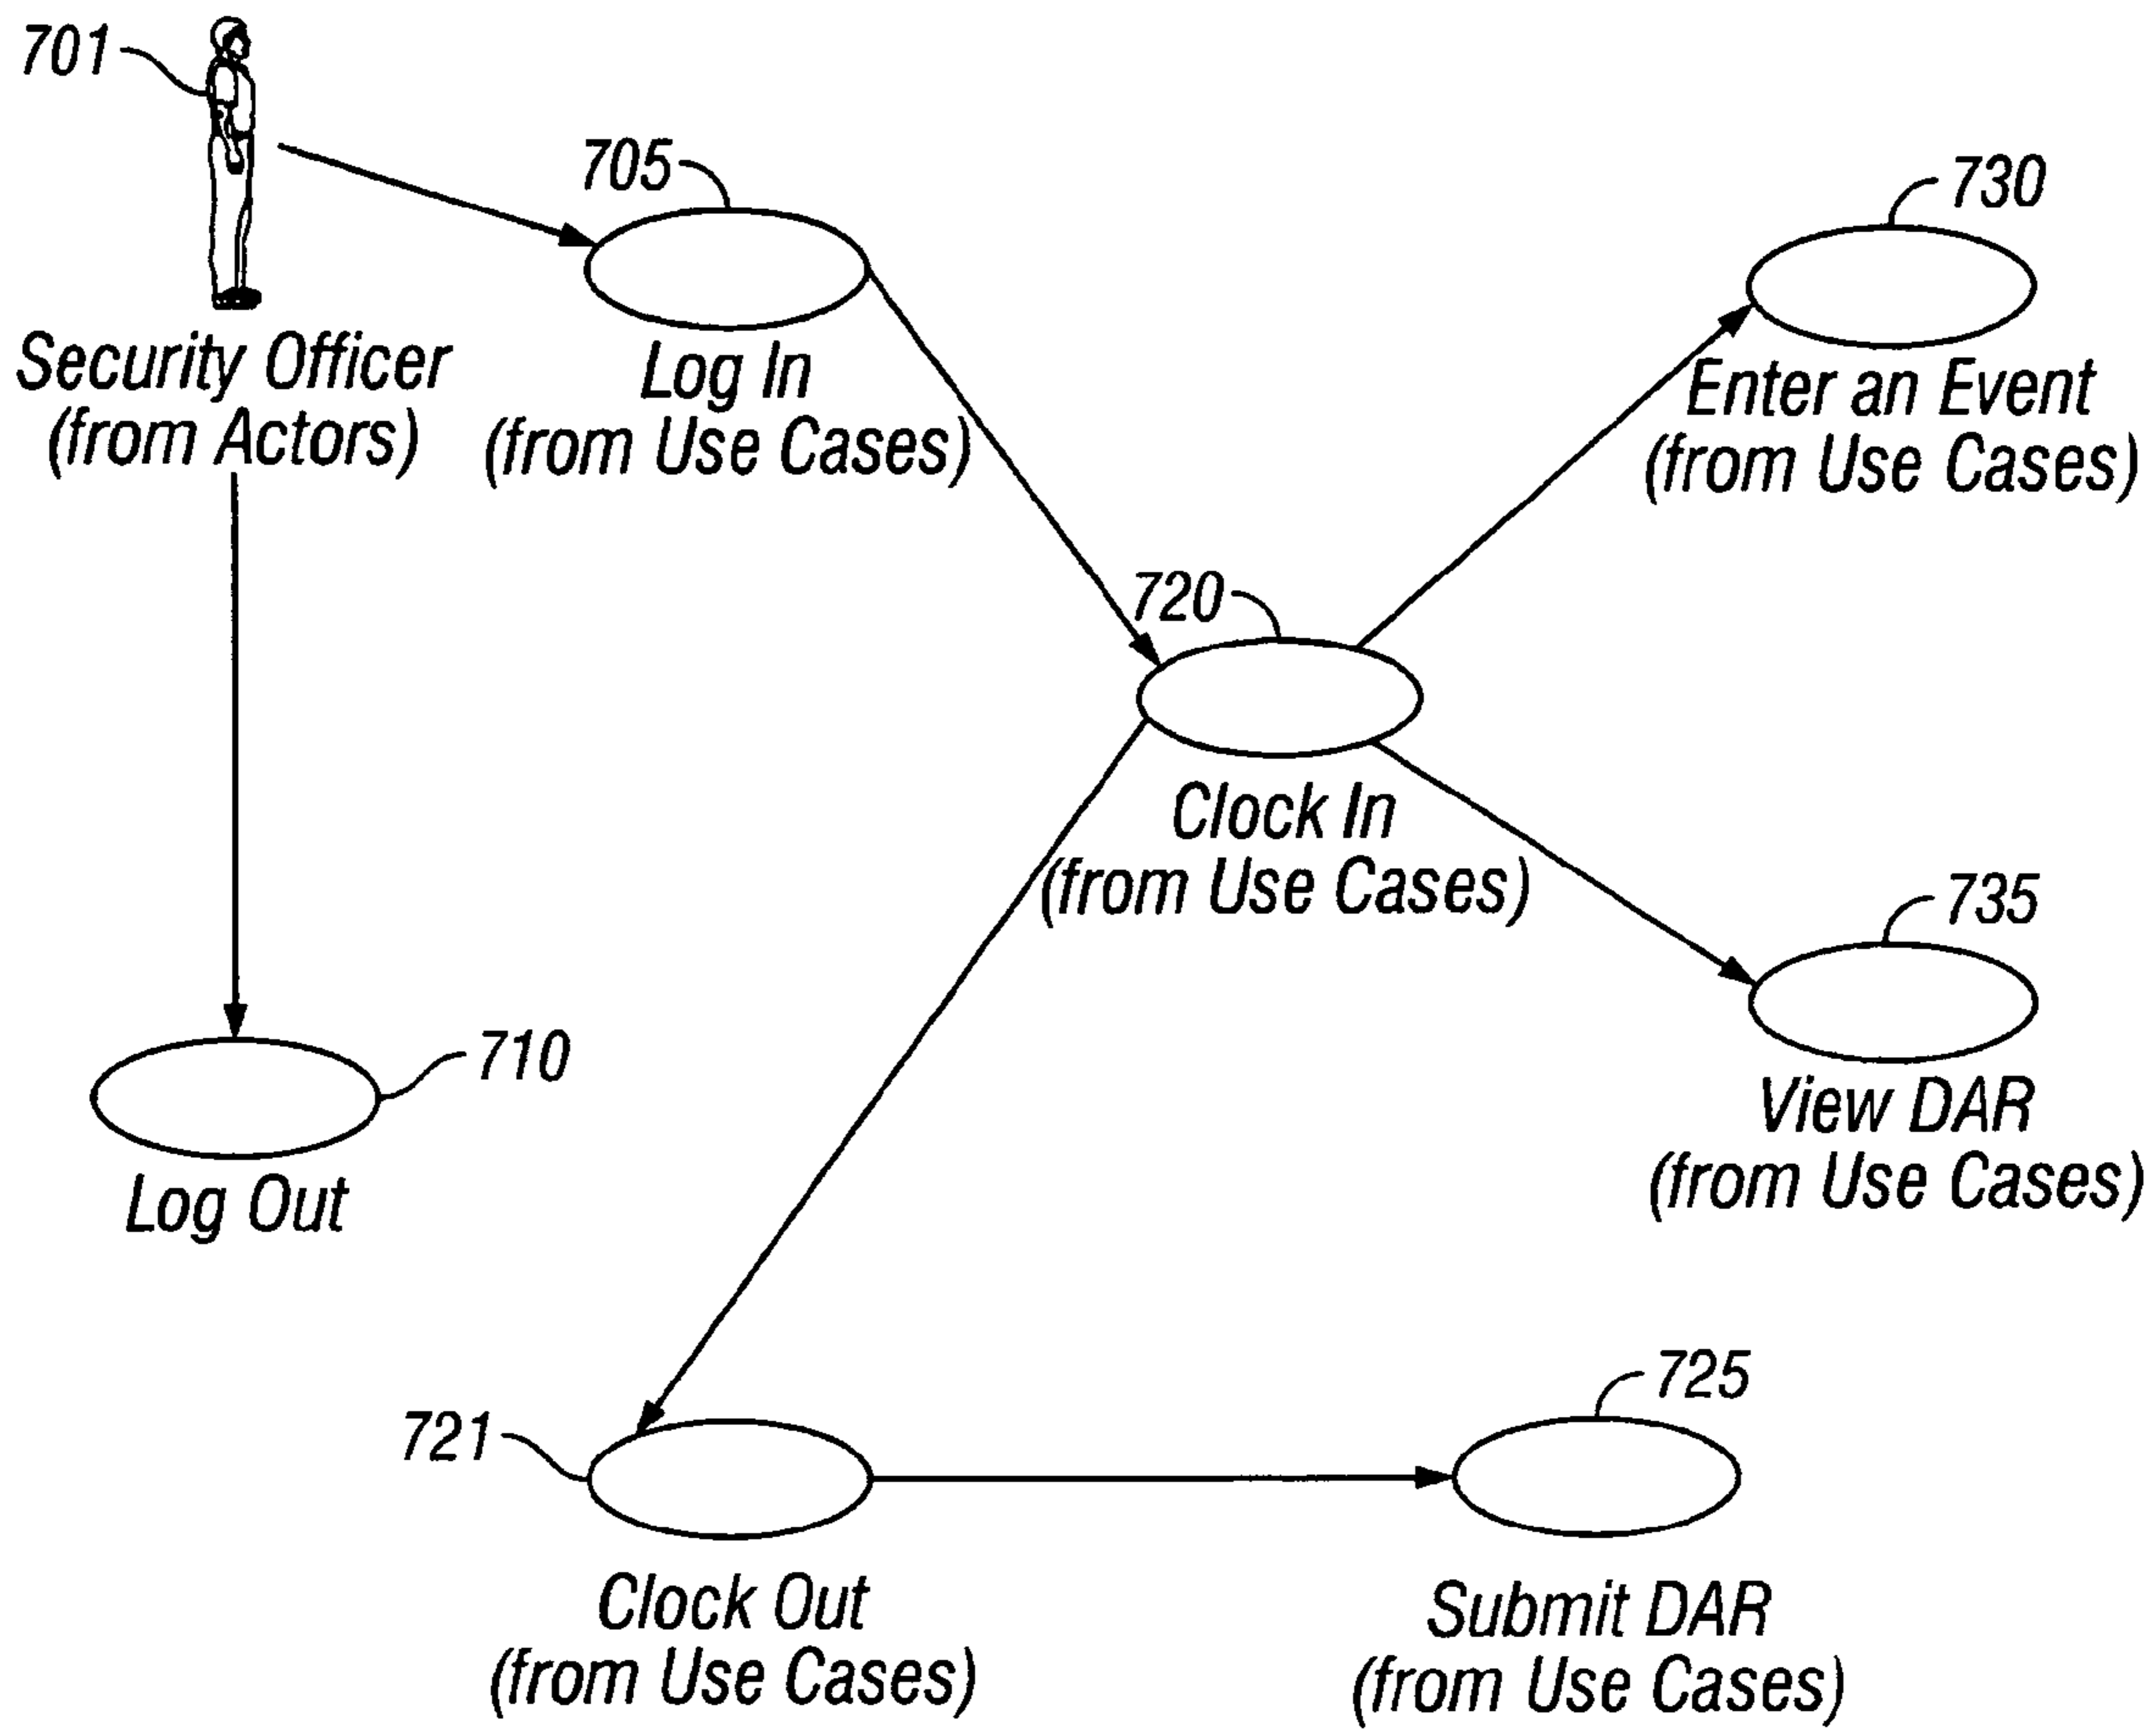 701
Security Officer
(from Actors)
705
Log In
(from Use Cases)
730
Enter an Event
(from Use Cases)
720
Clock In
(from Use Cases)
735
View DAR
(from Use Cases)
710
Log Out
721
Clock Out
(from Use Cases)
725
Submit DAR
(from Use Cases)